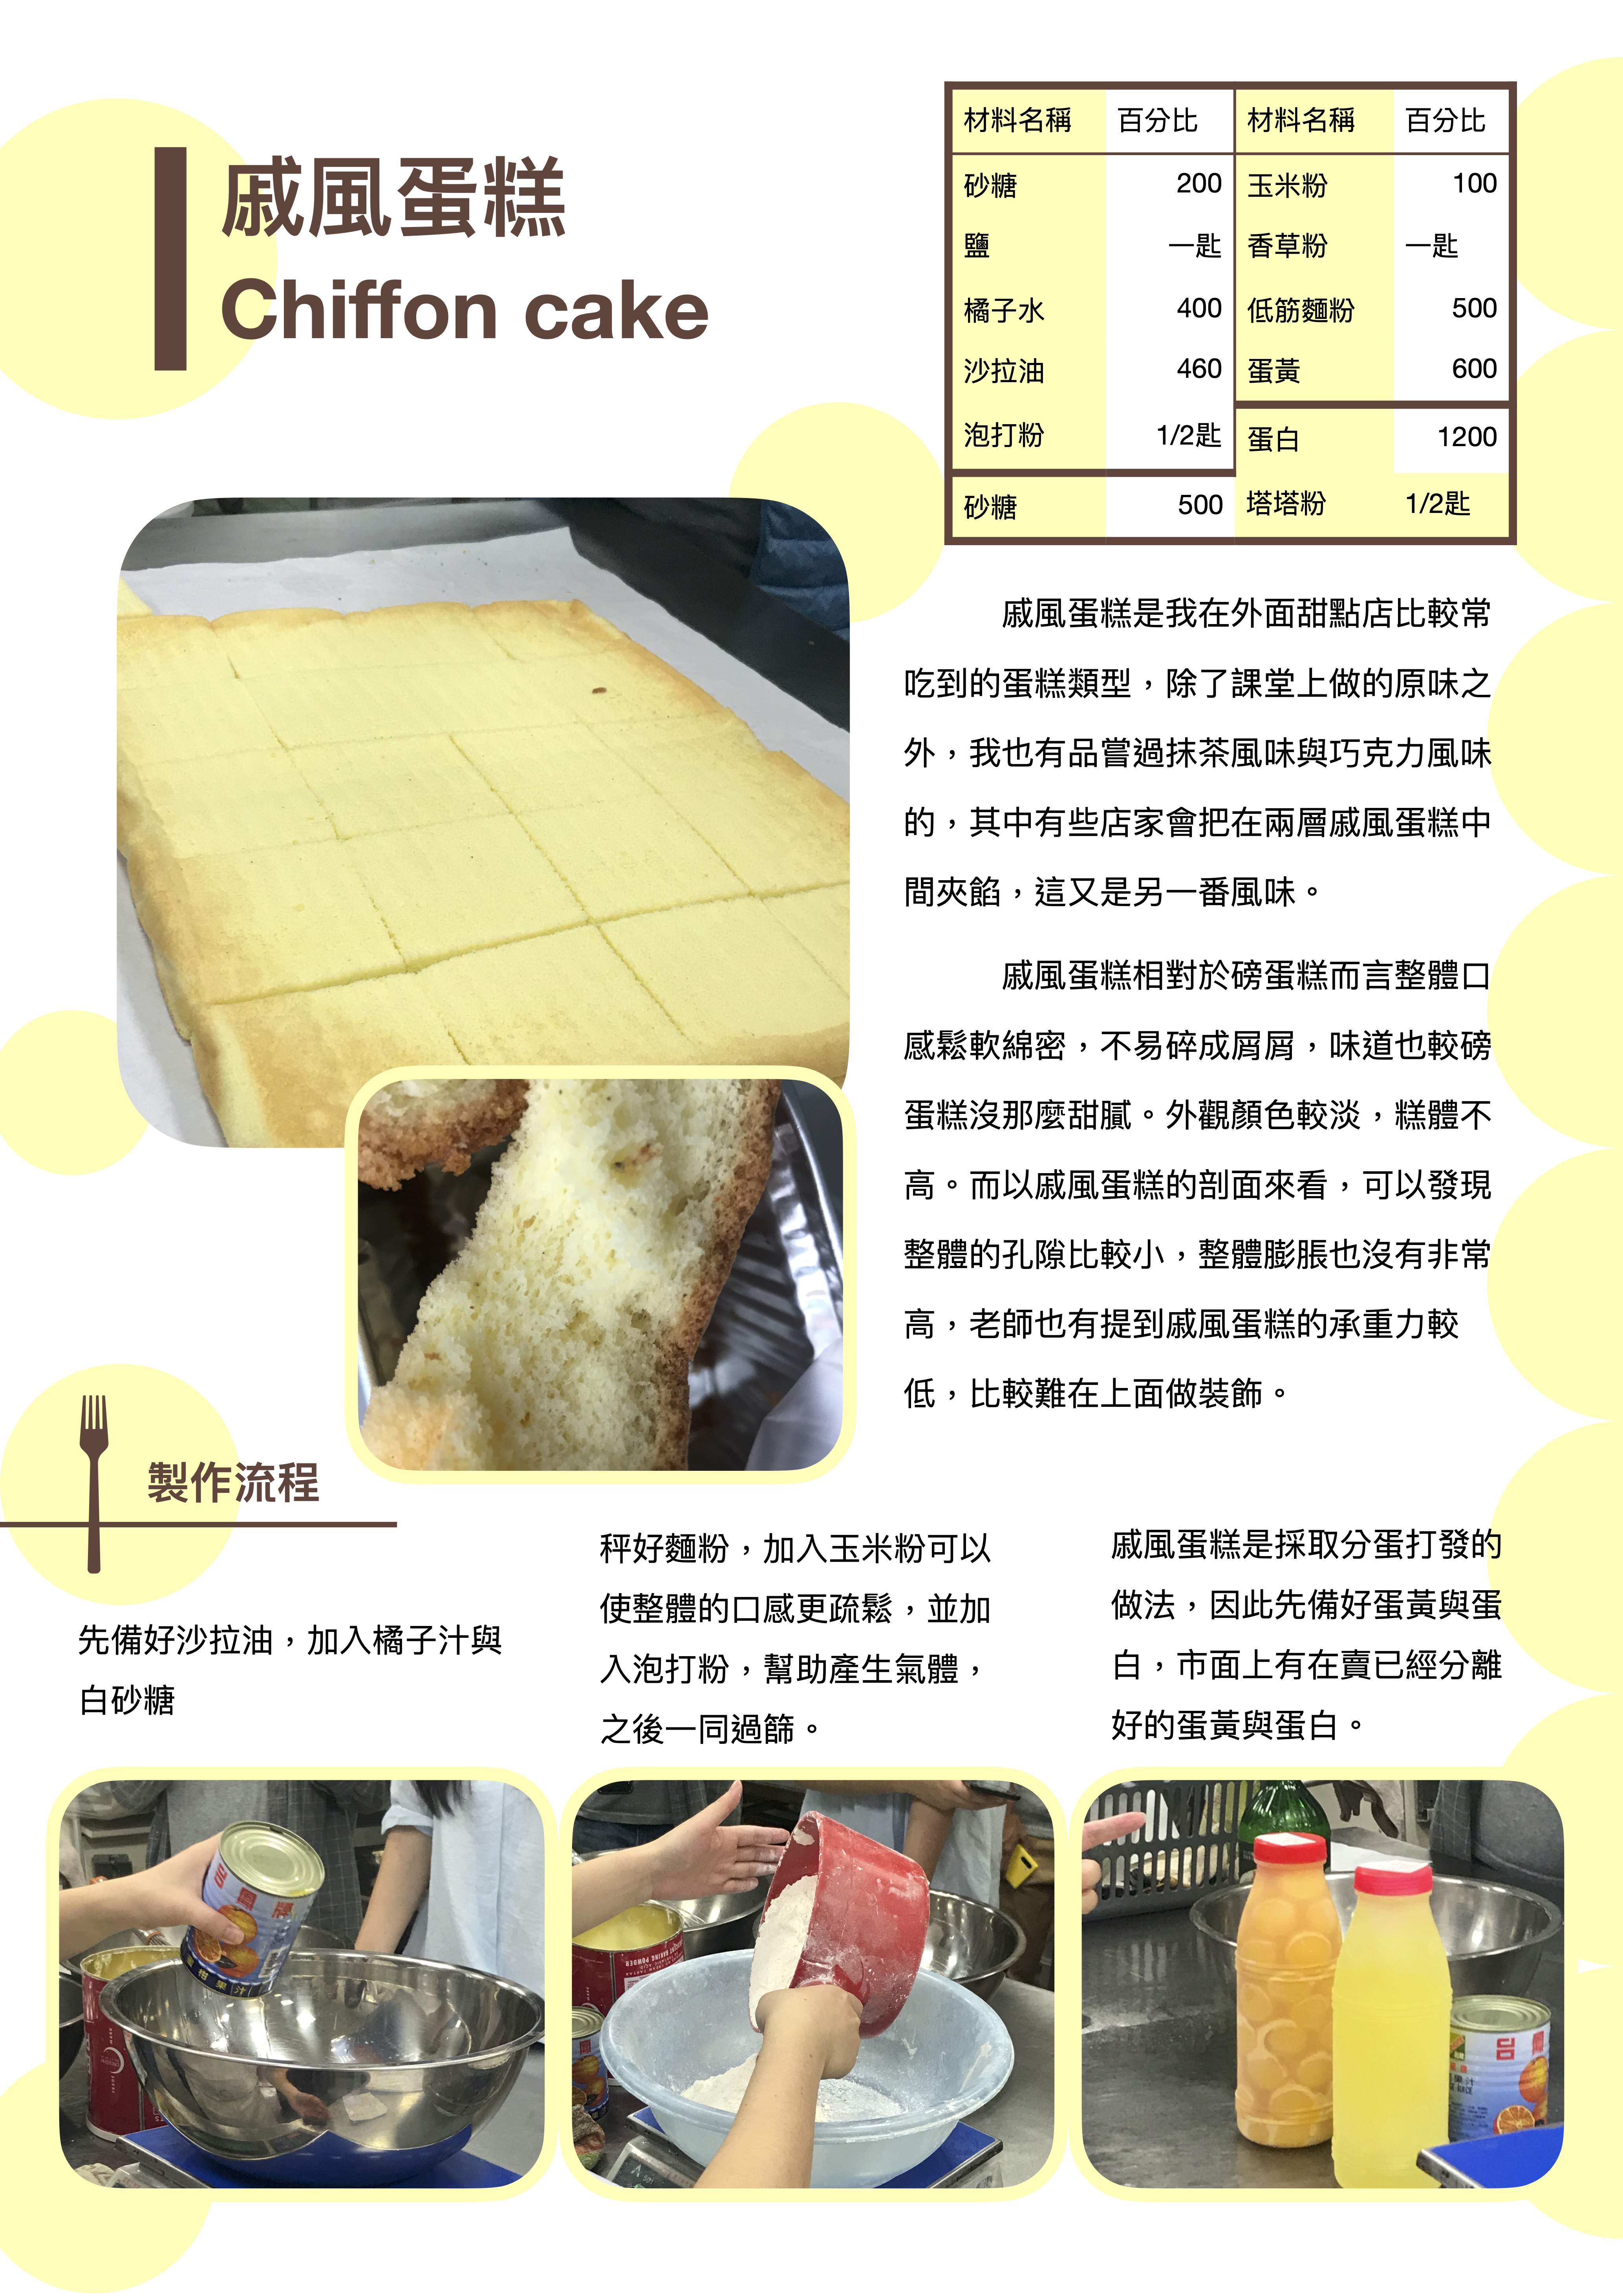 戚風蛋糕
Chiffon cake
材料名稱 百分比 材料名稱 百分比
砂糖 200 玉米粉 100
鹽 一匙 香草粉 一匙
橘子水 400 低筋麵粉 500
沙拉油 460 蛋黃 600
泡打粉 1/2匙 蛋白 1200
砂糖 500 塔塔粉 1/2匙
戚風蛋糕是我在外面甜點店比較常
吃到的蛋糕類型，除了課堂上做的原味之
外，我也有品嘗過抹茶風味與巧克力風味
的，其中有些店家會把在兩層戚風蛋糕中
間夾餡，這又是另一番風味。
戚風蛋糕相對於磅蛋糕而言整體口
感鬆軟綿密，不易碎成屑屑，味道也較磅
蛋糕沒那麼甜膩。外觀顏色較淡，糕體不
高。而以戚風蛋糕的剖面來看，可以發現
整體的孔隙比較小，整體膨脹也沒有非常
高，老師也有提到戚風蛋糕的承重力較
低，比較難在上面做裝飾。
製作流程
先備好沙拉油，加入橘子汁與
白砂糖
秤好麵粉，加入玉米粉可以
使整體的口感更疏鬆，並加
入泡打粉，幫助產生氣體，
之後一同過篩。
戚風蛋糕是採取分蛋打發的
做法，因此先備好蛋黃與蛋
白，市面上有在賣已經分離
好的蛋黃與蛋白。
柑果汁
BAKING
POWDER
果汁